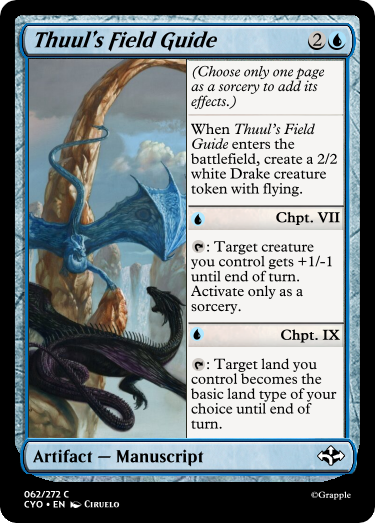 Thuul's Field Guide 2
(Choose only one page
as a sorcery to add its
effects.)
When Thuul's Field
Guide enters the
battlefield, create a 2/2
white Drake creature
token with flying.
Chpt. VII
: Target creature
you control gets +1/-1
until end of turn.
Activate only as a
sorcery.
Chpt. IX
: Target land you
control becomes the
basic land type of your
choice until end of
turn.
Artifact — Manuscript
062/272 C
CYO • EN Ciruelo
©Grapple